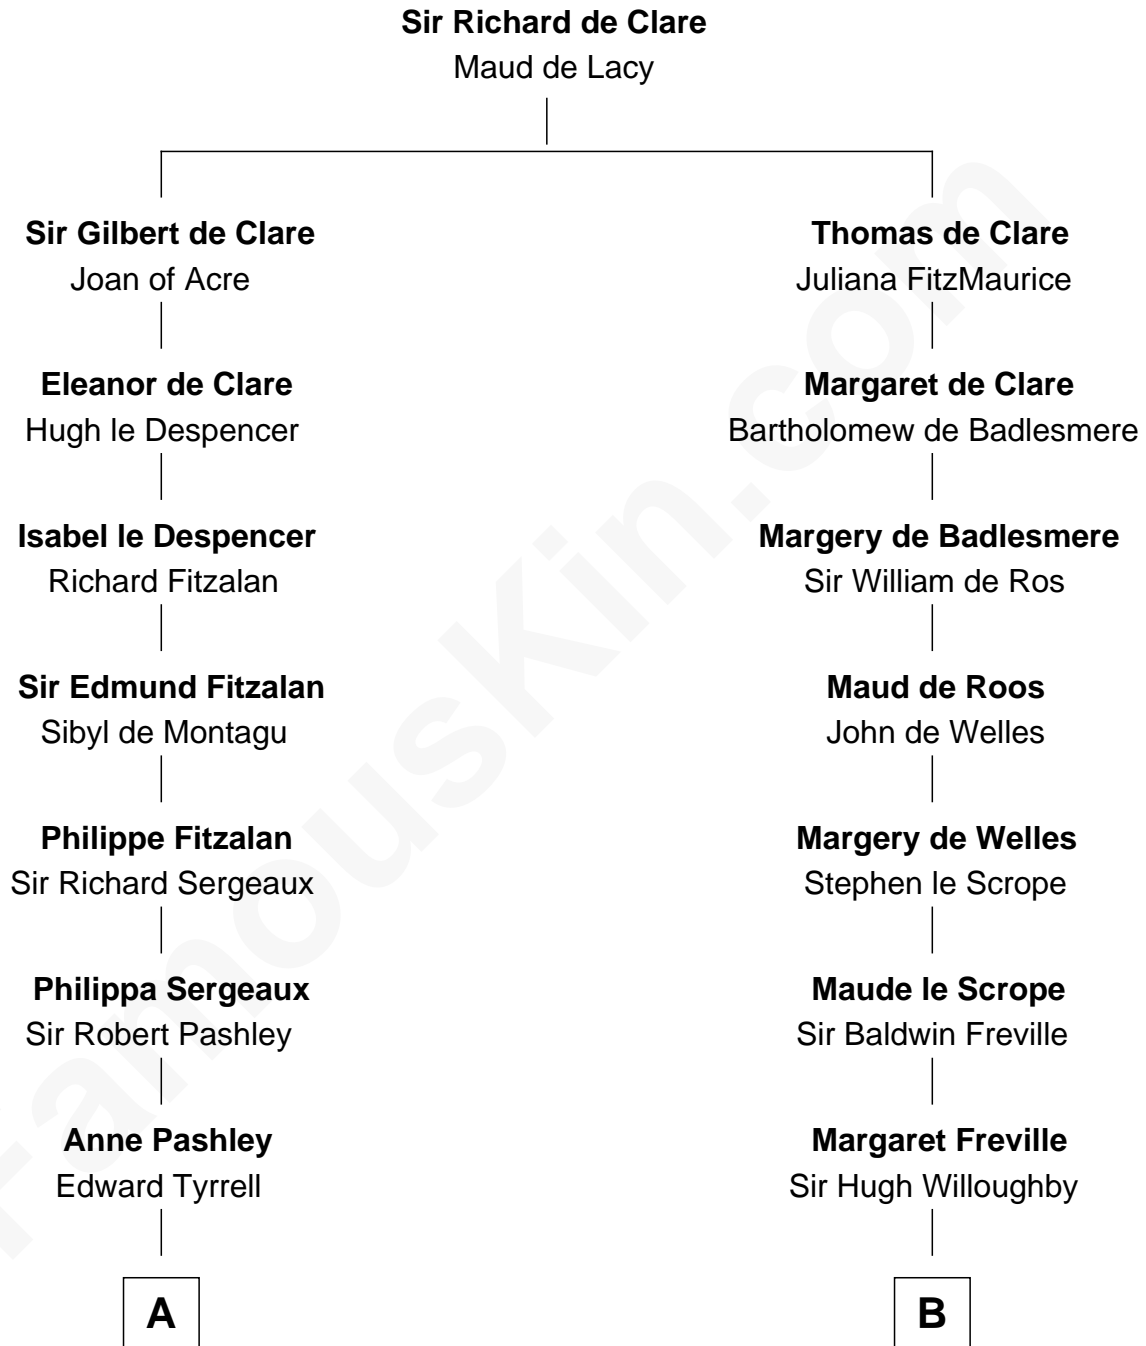 Sir Richard de Clare
Maud de Lacy
Sir Gilbert de Clare
Joan of Acre
Eleanor de Clare
Hugh le Despencer
Isabel le Despencer
Richard Fitzalan
Sir Edmund Fitzalan
Sibyl de Montagu
Philippe Fitzalan
Sir Richard Sergeaux
Philippa Sergeaux
Sir Robert Pashley
Anne Pashley
Edward Tyrrell
A
Thomas de Clare
Juliana FitzMaurice
Margaret de Clare
Bartholomew de Badlesmere
Margery de Badlesmere
Sir William de Ros
Maud de Roos
John de Welles
Margery de Welles
Stephen le Scrope
Maude le Scrope
Sir Baldwin Freville
Margaret Freville
Sir Hugh Willoughby
B
FamousKin.com